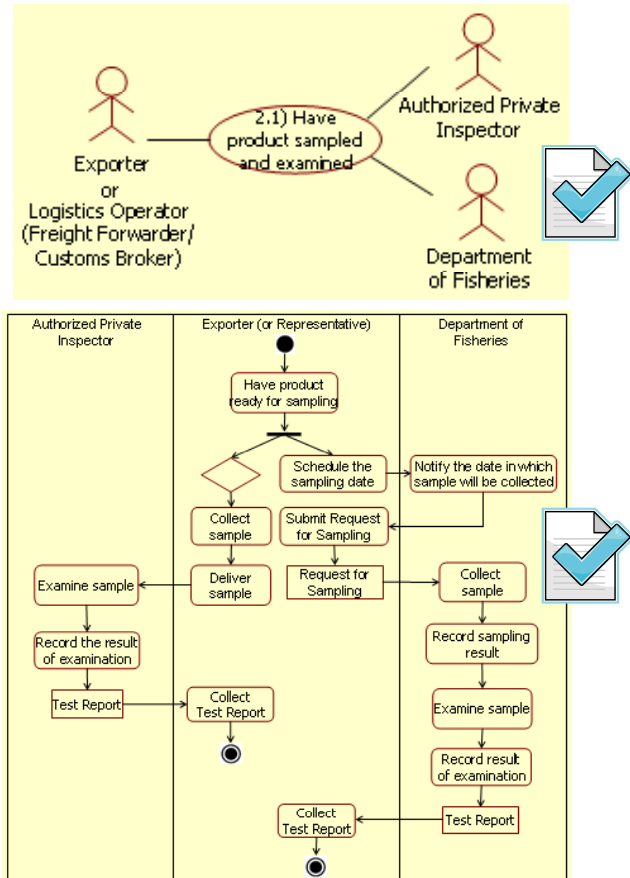 2.1) Have
product sampled
and examined
Exporter
or
Logistics Operator
(Freight Forwarder/
Customs Broker)
Authorized Private
Inspector
Department
of Fisheries
Authorized Private
Inspector
Exporter (or Representative)
Department of
Fisheries
Have product
ready for sampling
Schedule the
sampling date
Notify the date in which
sample will be collected
Collect
sample
Submit Request
for Sampling
Deliver
sample
Request for
Sampling
Collect
sample
Examine sample
Record the result
of examination
Test Report
Collect
Test Report
Record sampling
result
Examine sample
Record result
of examination
Test Report
Collect
Test Report